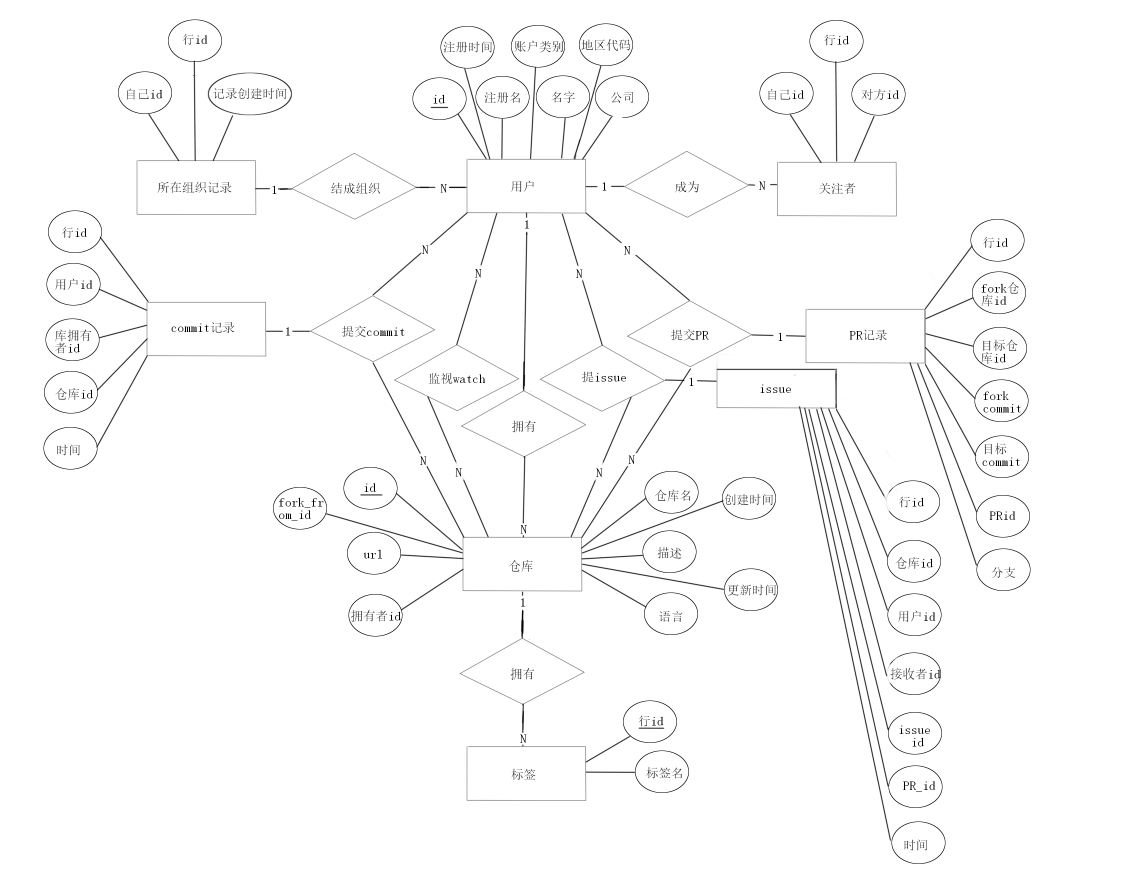 行id
自己id
记录创建时间
所在组织记录
1
结成组织
N
注册时间
账户类别
地区代码
id
注册名
名字
公司
用户
1
成为
N
关注者
行id
自己id
对方id
行id
用户id
库拥有
者id
仓库id
时间
commit记录
1
提交commit
N
N
N
监视watch
N
1
拥有
N
N
提issue
N
1
issue
N
提交PR
N
1
PR记录
行id
fork仓
库id
目标仓
库id
fork
commit
目标
commit
PRid
分支
行id
仓库id
用户id
接收者id
issue
id
PR_id
时间
id
fork_fr
om_id
url
拥有者id
仓库
仓库名
创建时间
描述
更新时间
语言
1
拥有
N
标签
行id
标签名